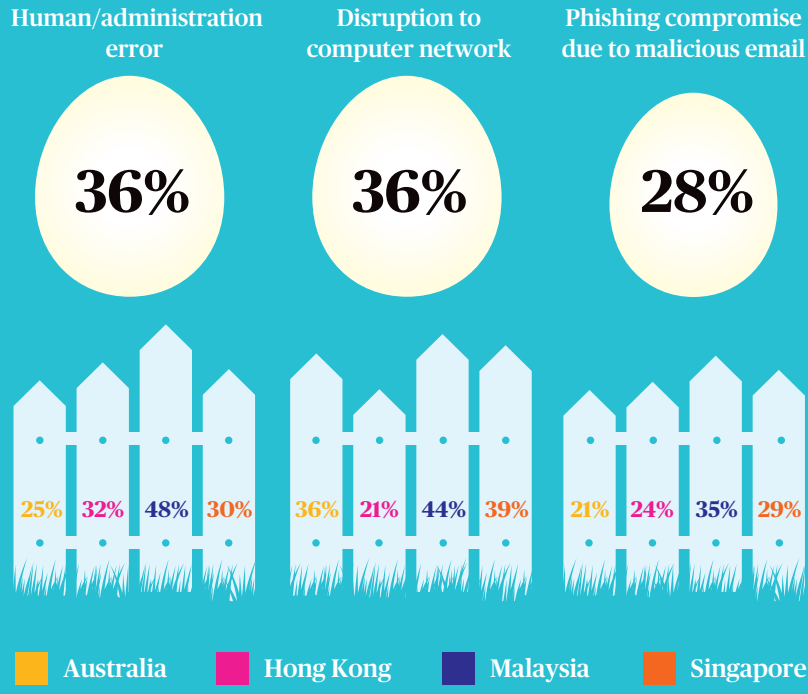 Human/administration
error
Disruption to
computer network
Phishing compromise
due to malicious email
36%
36%
28%
25% 32% 48% 30%
36% 21% 44% 39%
21% 24% 35% 29%
Australia
Hong Kong
Malaysia
Singapore